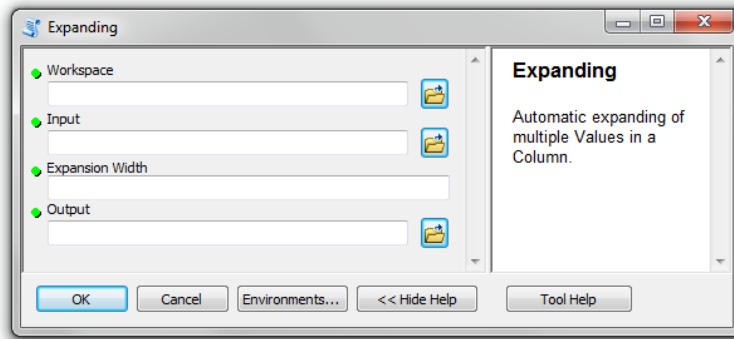 Expanding
Workspace
Input
Expansion Width
Output
Expanding
Automatic expanding of
multiple Values in a
Column.
OK
Cancel
Environments...
<< Hide Help
Tool Help